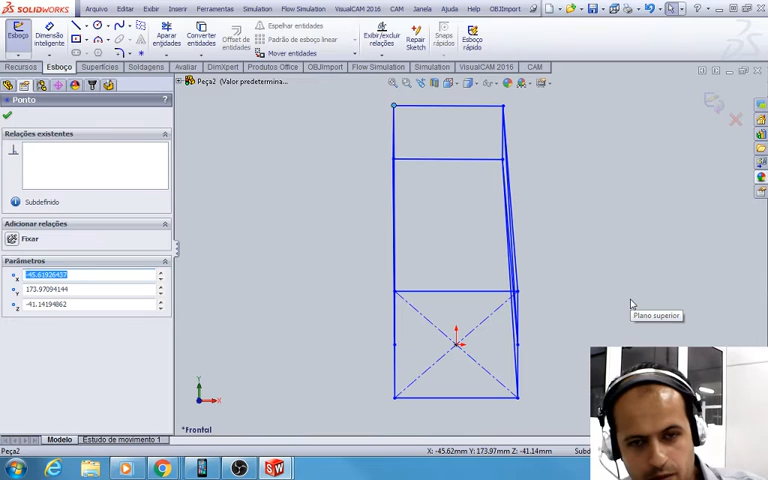 SOLIDWORKS
Arquivo Editar Exibir Inserir Ferramentas Simulation Flow Simulation VisualCAM 2016 CAM Janela Ajuda PhotoView 360 OBJImport
Esboço
Dimensão inteligente
Aparar entidades
Converter entidades
Offset de entidades
Espelhar entidades
Padrão de esboço linear
Mover entidades
Exibir/excluir relações
Repair Sketch
Snaps rápidos
Esboço rápido
Recursos Esboço Superfícies Soldagens Avaliar DimXpert Produtos Office OBJImport Flow Simulation Simulation VisualCAM 2016 CAM
Peça2 (Valor predetermina...
Ponto
?
Relações existentes
Subdefinido
Adicionar relações
Fixar
Parâmetros
-45.61926437
173.97094144
-41.14194862
Plano superior
Y
X
*Frontal
Modelo Estudo de movimento 1
Peça2
X: -45.62mm Y: 173.97mm Z: -41.14mm